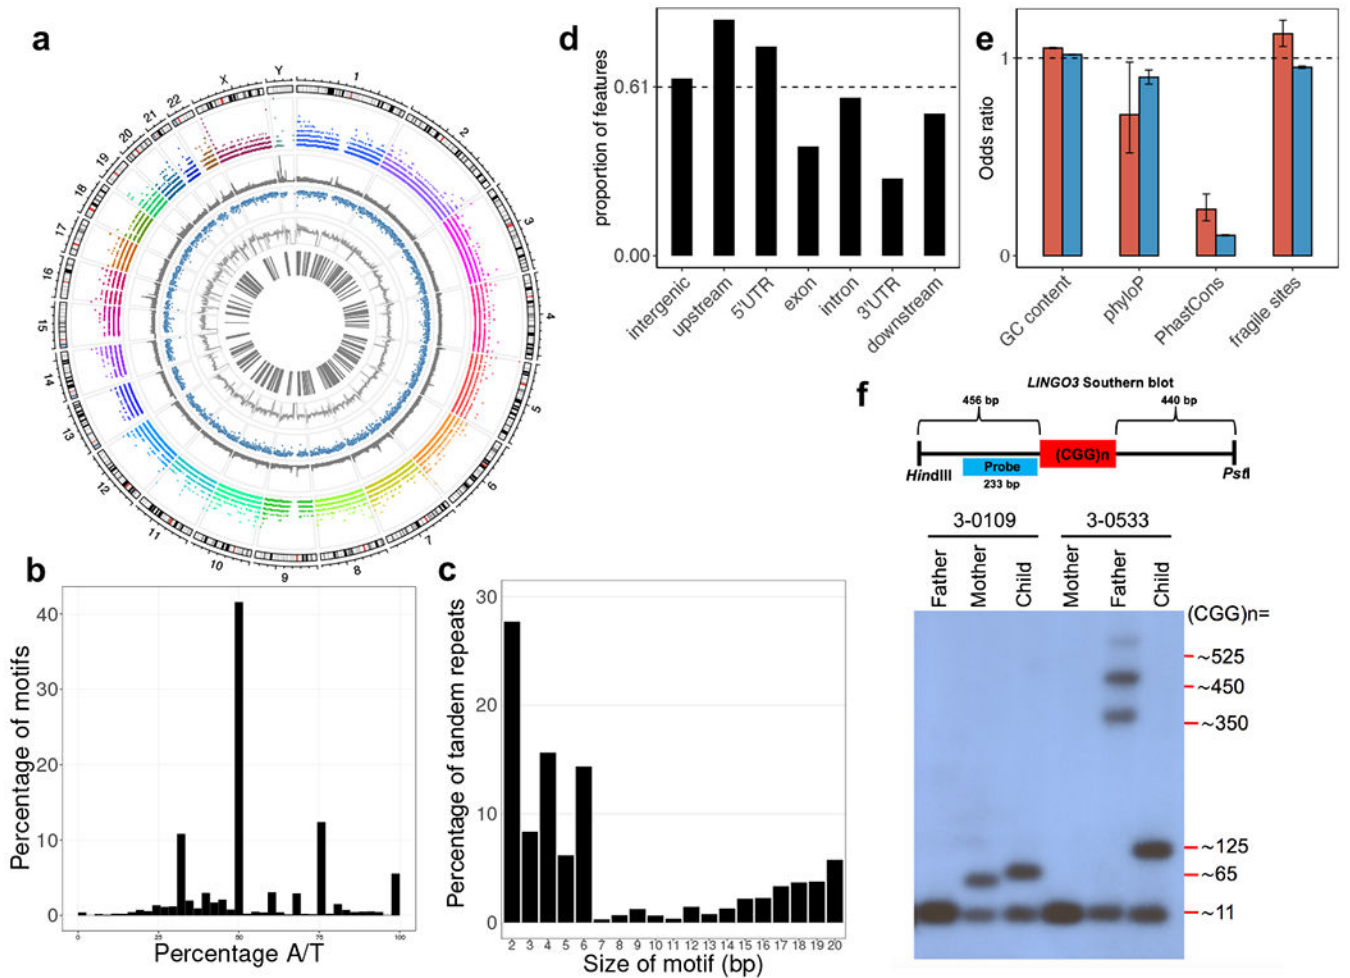 a
X
Y
1
2
3
4
5
6
7
8
9
10
11
12
13
14
15
16
17
18
19
20
21
22
b
Percentage of motifs
40
30
20
10
0
0
25
50
75
100
Percentage A/T
c
Percentage of tandem repeats
30
20
10
0
2 3 4 5 6 7 8 9 10 11 12 13 14 15 16 17 18 19 20
Size of motif (bp)
d
proportion of features
0.61
0.00
intergenic
upstream
5'UTR
exon
intron
3'UTR
downstream
e
Odds ratio
1
0
GC content
phyloP
PhastCons
fragile sites
f
LINGO3 Southern blot
456 bp
440 bp
(CGG)n
Probe
HindIII
233 bp
PstI
3-0109
3-0533
Father
Mother
Child
Mother
Father
Child
(CGG)n=
~525
~450
~350
~125
~65
~11